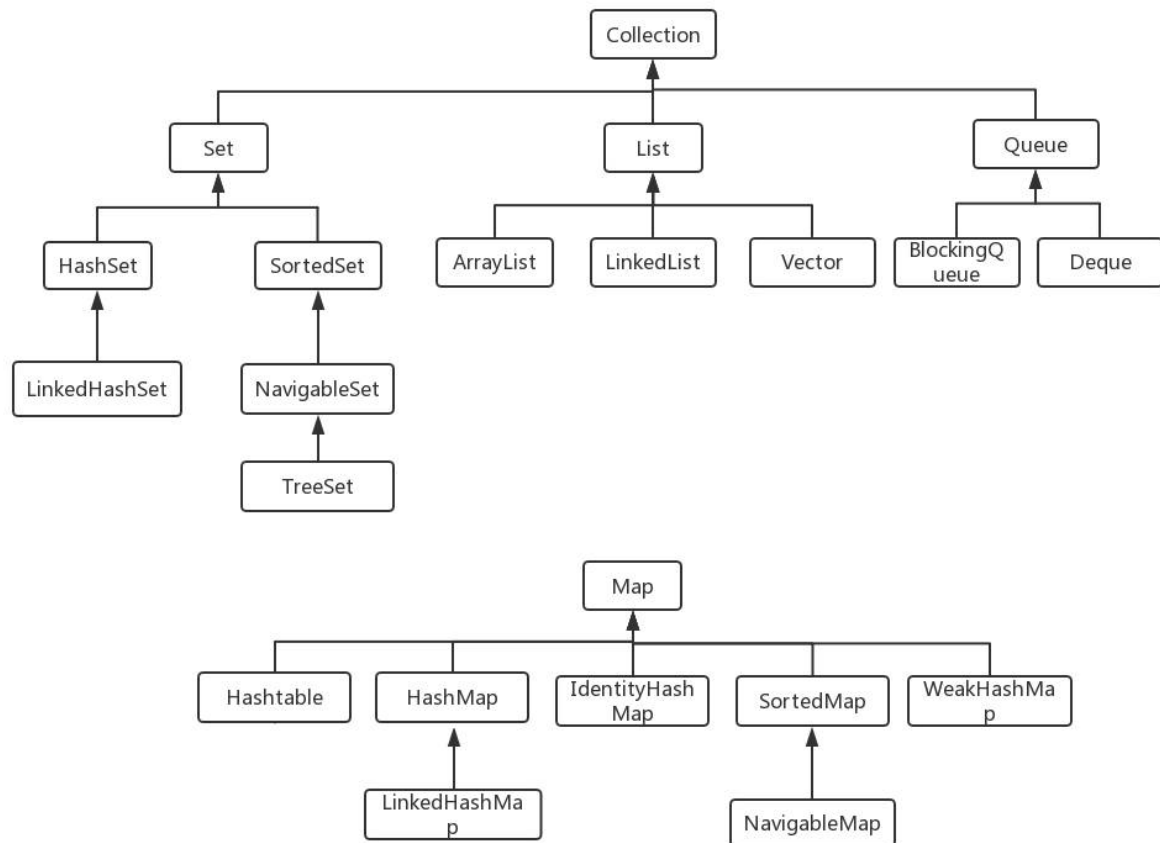 Collection
Set
List
Queue
HashSet
SortedSet
ArrayList
LinkedList
Vector
BlockingQ
ueue
Deque
LinkedHashSet
NavigableSet
TreeSet
Map
Hashtable
HashMap
IdentityHash
Map
SortedMap
WeakHashMa
p
LinkedHashMa
p
NavigableMap